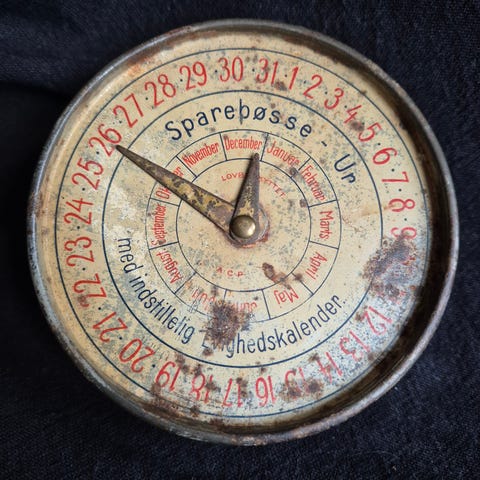 Sparebøsse - Ur
med indstillelig Evighedskalender.
1 2 3 4 5 6 7 8 9 12 13 14 15 16 17 18 19 20 21 22 23 24 25 26 27 28 29 30 31
Januar
Februar
Marts
April
Maj
Juni
August
September
Oktober
November
December
LOVBESKYTTET
A.C.P.